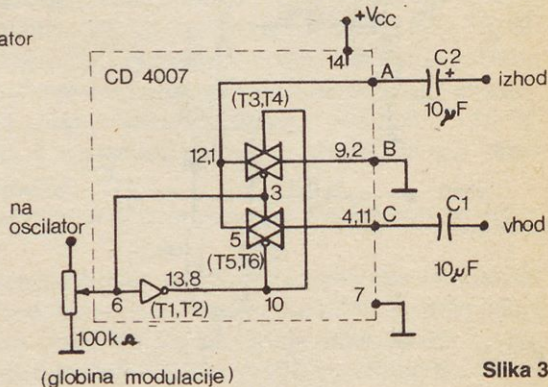 ator
+VCC
14
A
C2
+
izhod
10µF
CD 4007
(T3,T4)
12,1
9,2
B
3
na
oscilator
5
4,11
C
C1
vhod
10µF
(T5,T6)
13,8
6
(T1,T2)
10
7
100kΩ
(globina modulacije)
Slika 3